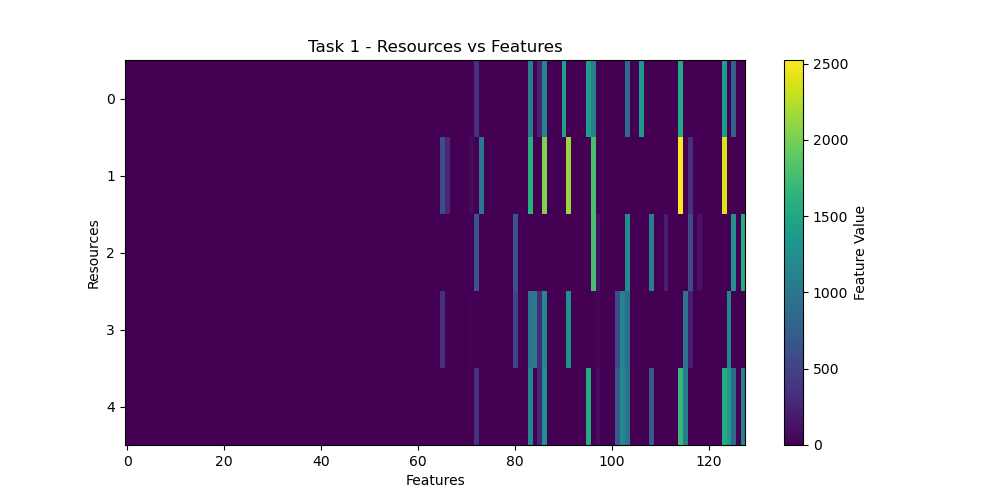 Task 1 - Resources vs Features
Resources
0
1
2
3
4
0 20 40 60 80 100 120
Features
2500
2000
1500
1000
500
0
Feature Value